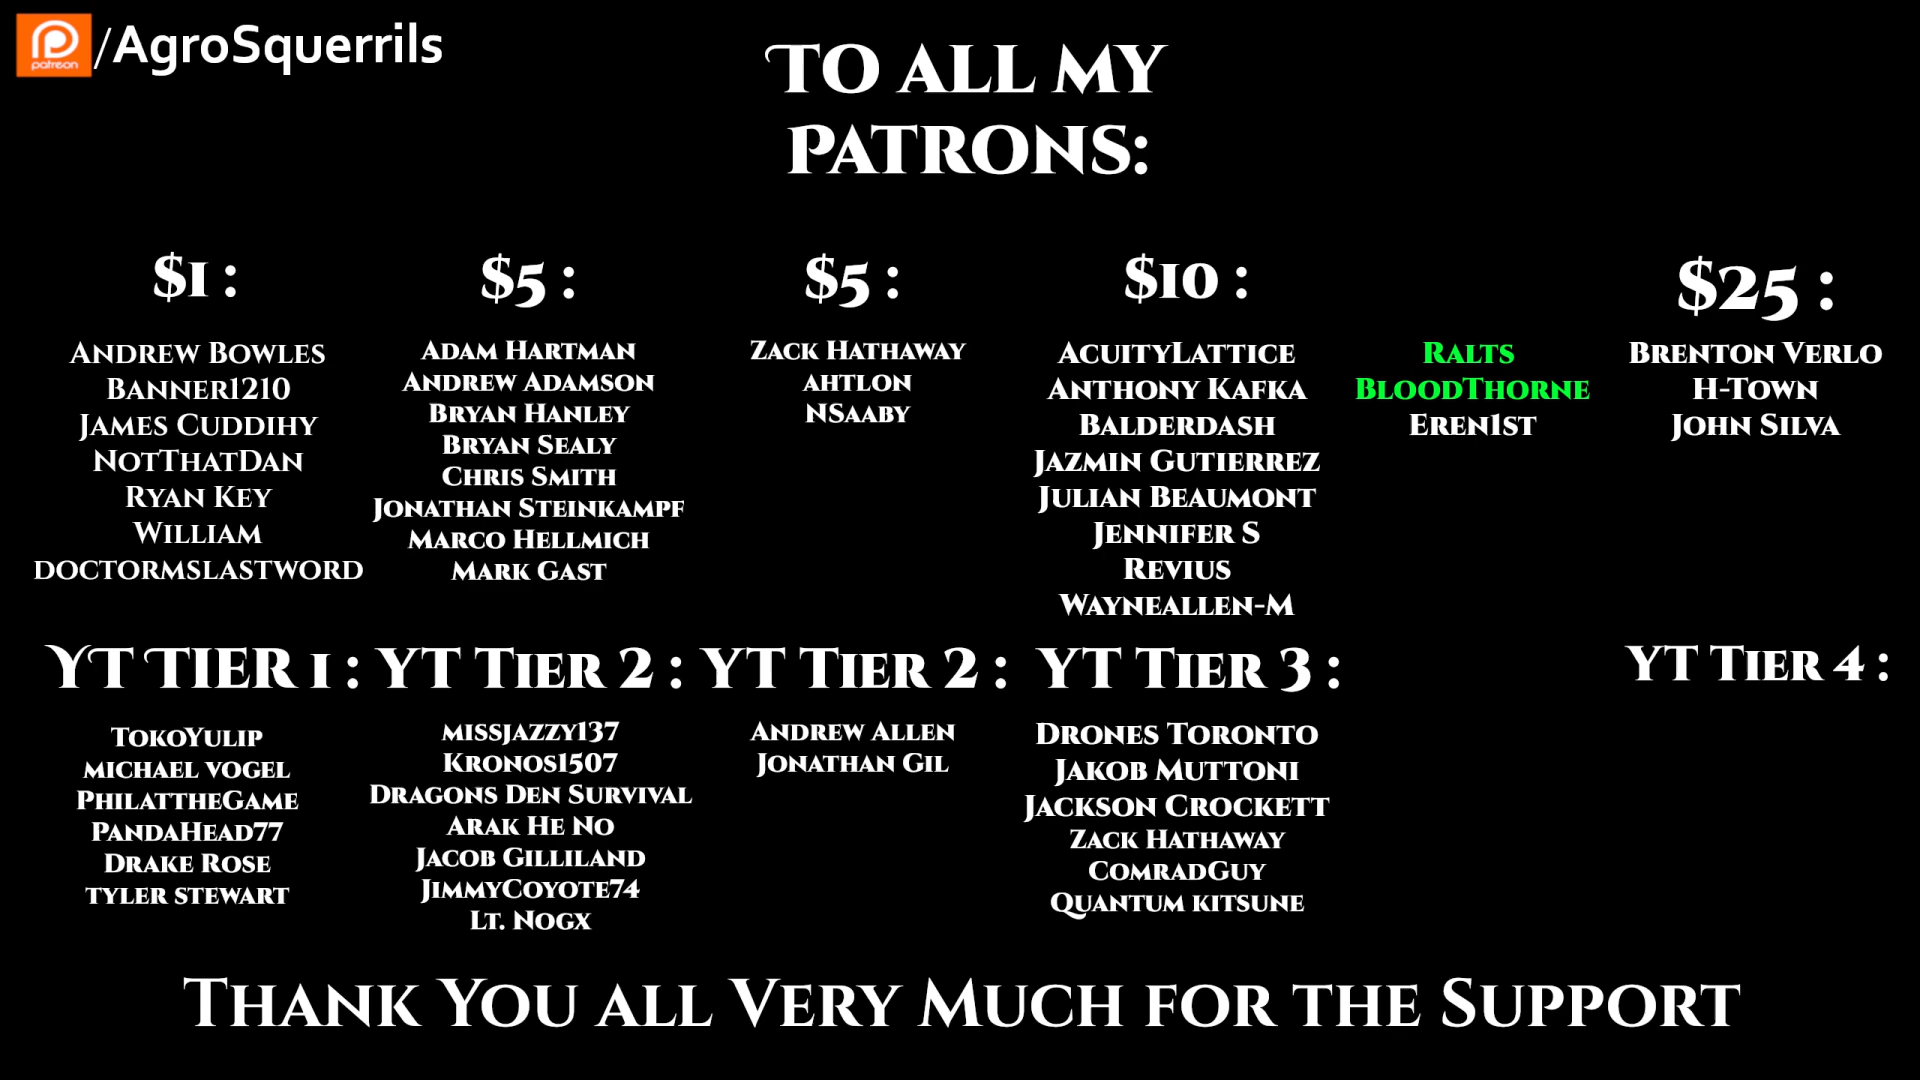 patreon
/AgroSquerrils
To all my
Patrons:
$1 :
Andrew Bowles
Banner1210
James Cuddihy
NotThatDan
Ryan Key
William
doctormslastword
$5 :
Adam Hartman
Andrew Adamson
Bryan Hanley
Bryan Sealy
Chris Smith
Jonathan Steinkampf
Marco Hellmich
Mark Gast
$5 :
Zack Hathaway
ahtlon
NSaaby
$10 :
AcuityLattice
Anthony Kafka
Balderdash
Jazmin Gutierrez
Julian Beaumont
Jennifer S
Revius
Wayneallen-M
Ralts
BloodThorne
Eren1st
$25 :
Brenton Verlo
H-Town
John Silva
YT Tier 1 :
TokoYulip
michael vogel
PhilattheGame
PandaHead77
Drake Rose
tyler stewart
YT Tier 2 :
missjazzy137
Kronos1507
Dragons Den Survival
Arak He No
Jacob Gilliland
JimmyCoyote74
Lt. Nogx
YT Tier 2 :
Andrew Allen
Jonathan Gil
YT Tier 3 :
Drones Toronto
Jakob Muttoni
Jackson Crockett
Zack Hathaway
ComradGuy
Quantum kitsune
YT Tier 4 :
Thank You all Very Much for the Support